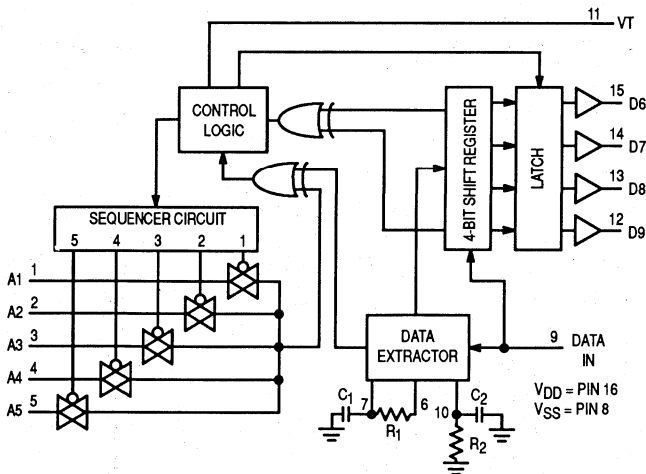 11
VT
CONTROL
LOGIC
4-BIT SHIFT REGISTER
LATCH
15
D6
14
D7
13
D8
12
D9
SEQUENCER CIRCUIT
5 4 3 2 1
A1 1
A2 2
A3 3
A4 4
A5 5
DATA
EXTRACTOR
9
DATA
IN
C1
7
R1
6
10
C2
R2
VDD = PIN 16
VSS = PIN 8